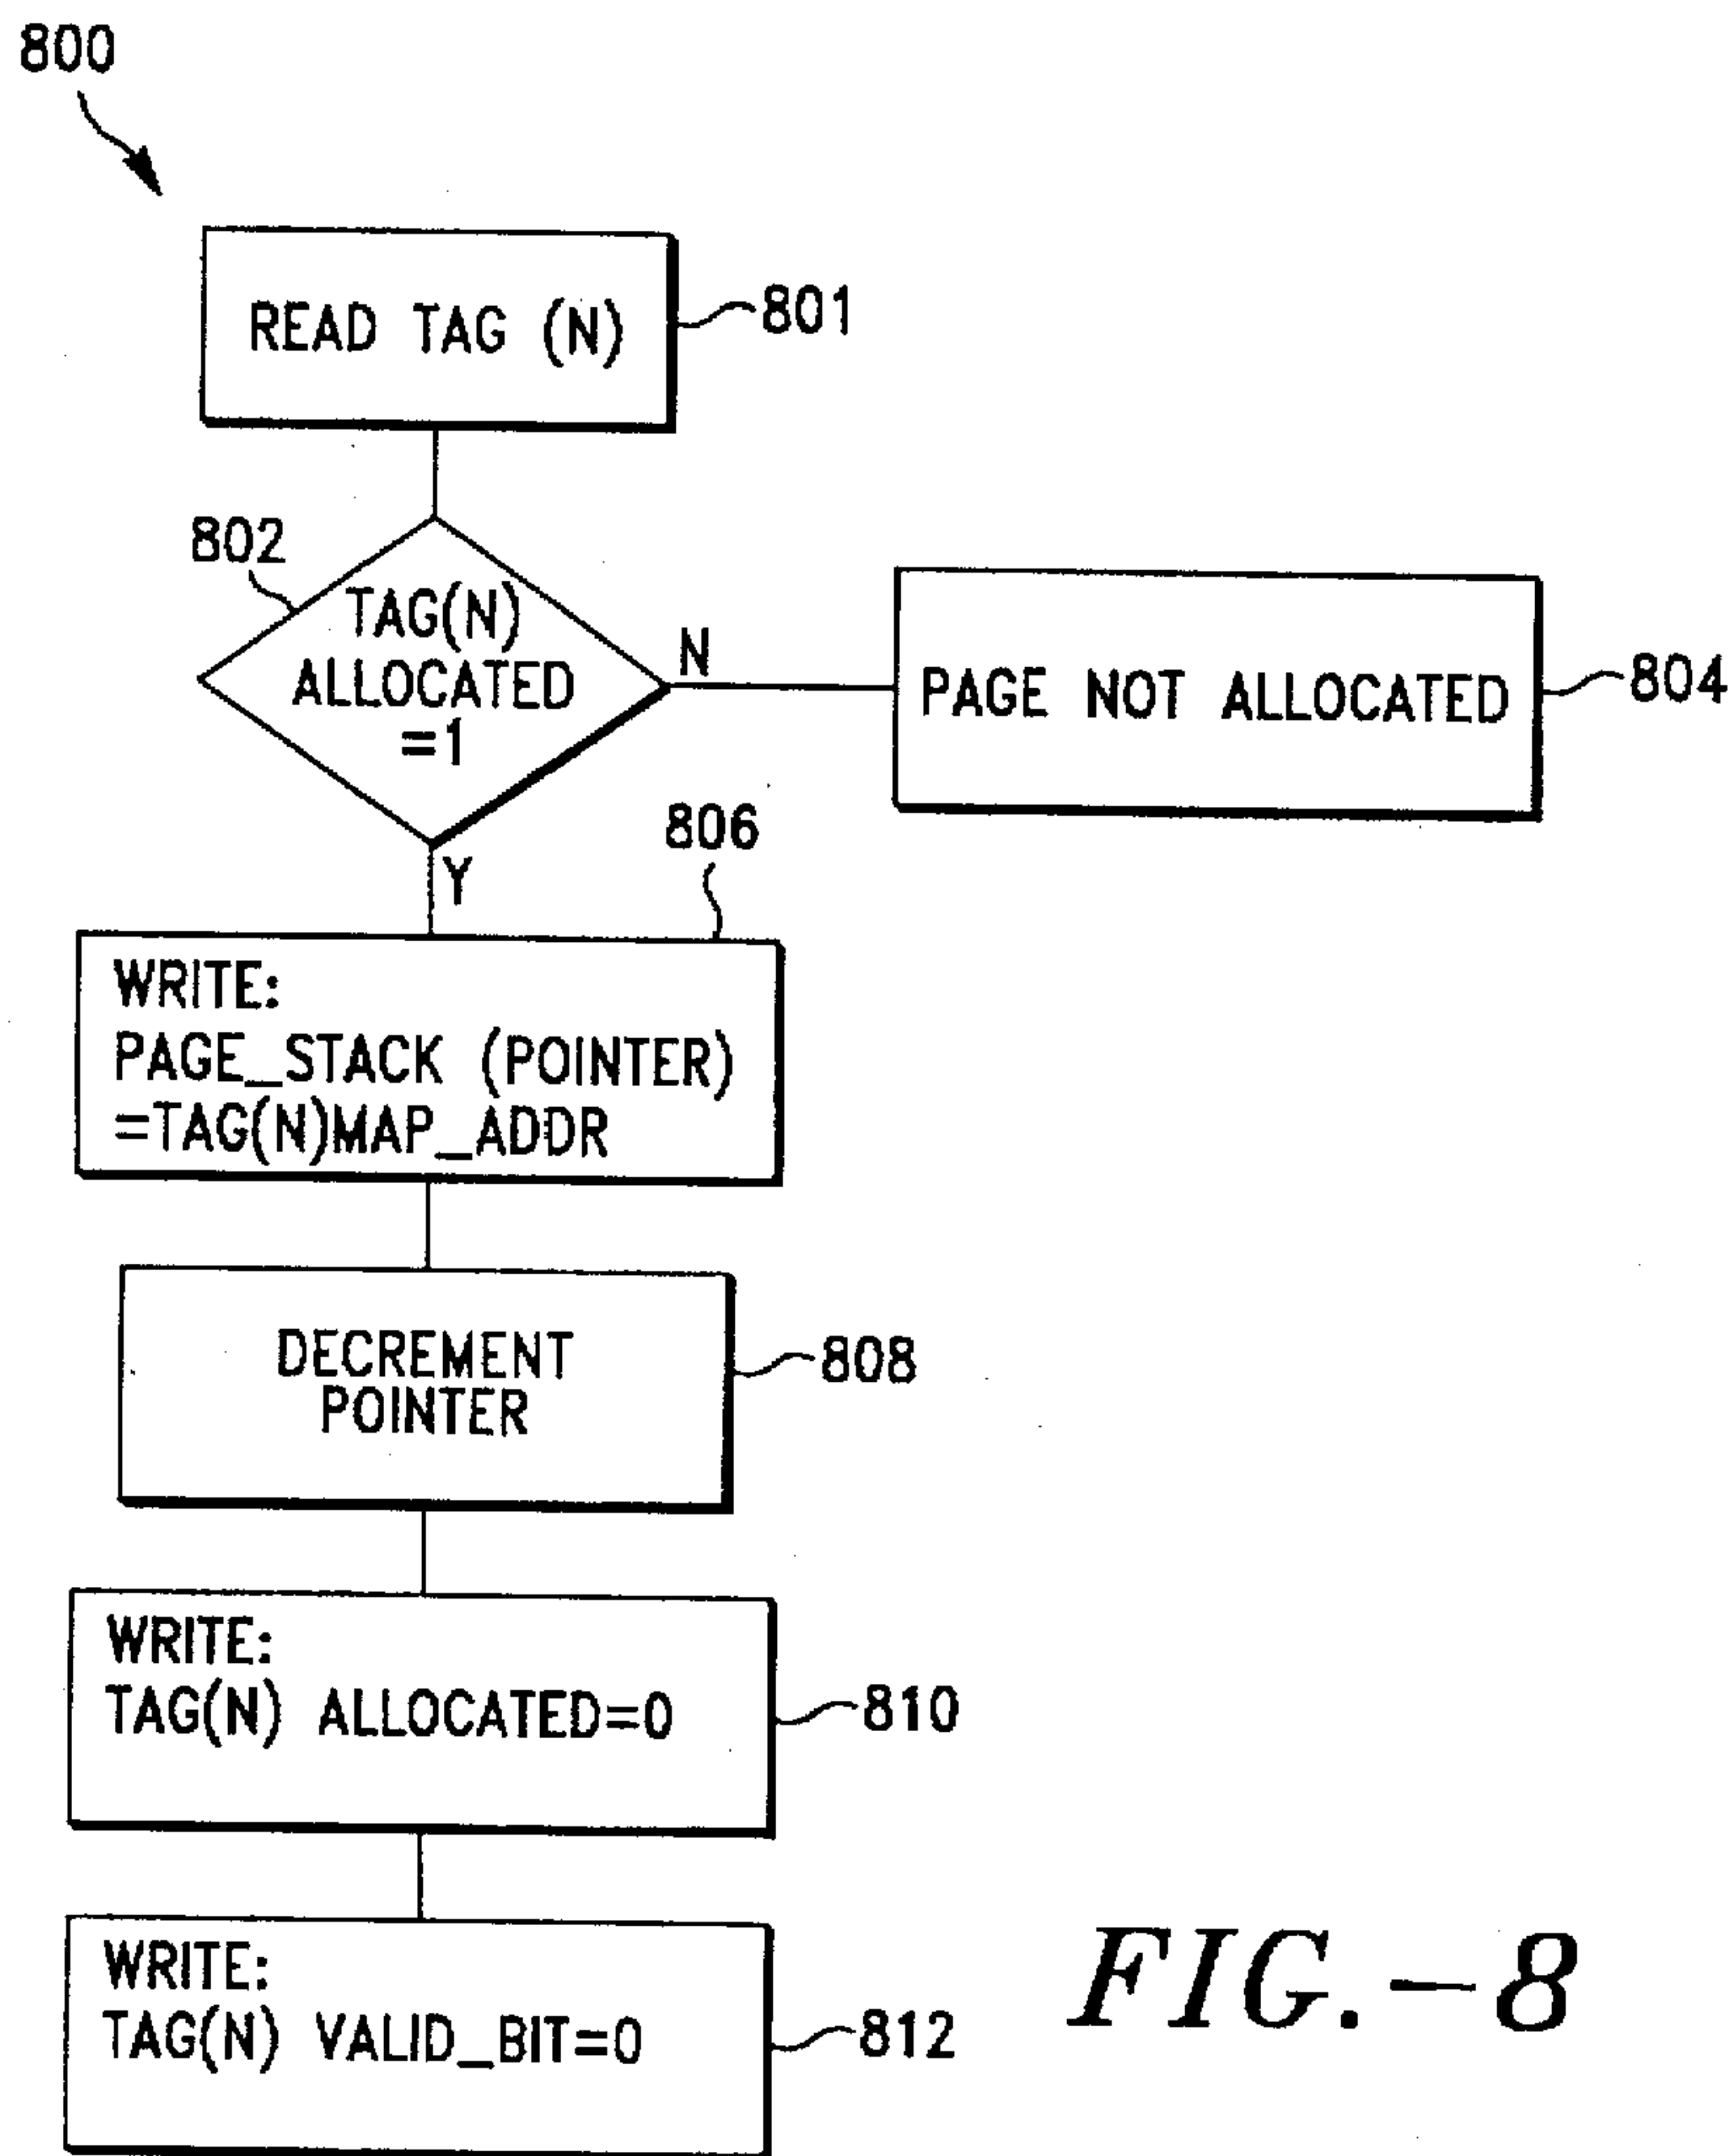 800
READ TAG (N)
801
802
TAG(N)
ALLOCATED
=1
N
PAGE NOT ALLOCATED
804
Y
806
WRITE:
PAGE_STACK (POINTER)
=TAG(N)MAP_ADDR
DECREMENT
POINTER
808
WRITE:
TAG(N) ALLOCATED=0
810
WRITE:
TAG(N) VALID_BIT=0
812
FIG.-8